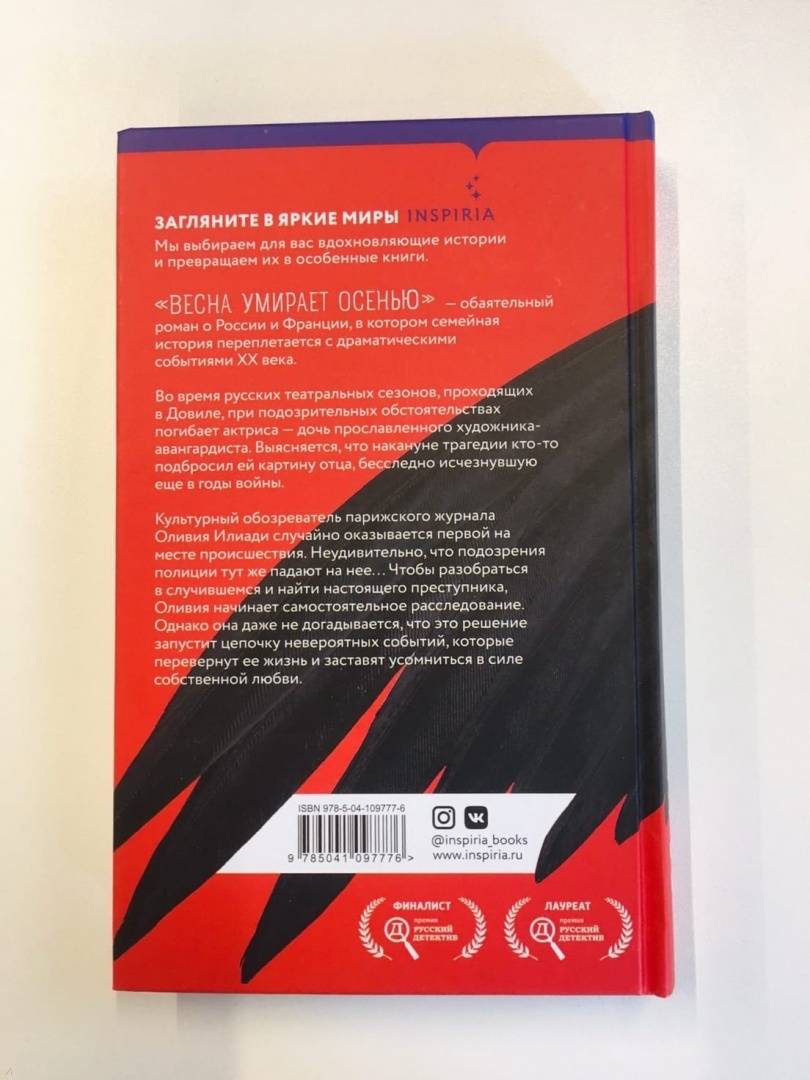 ЗАГЛЯНИТЕ В ЯРКИЕ МИРЫ INSPIRIA
Мы выбираем для вас вдохновляющие истории
и превращаем их в особенные книги.
«ВЕСНА УМИРАЕТ ОСЕНЬЮ» — обаятельный
роман о России и Франции, в котором семейная
история переплетается с драматическими
событиями XX века.
Во время русских театральных сезонов, проходящих
в Довиле, при подозрительных обстоятельствах
погибает актриса — дочь прославленного художника-
авангардиста. Выясняется, что накануне трагедии кто-то
подбросил ей картину отца, бесследно исчезнувшую
еще в годы войны.
Культурный обозреватель парижского журнала
Оливия Илиади случайно оказывается первой на
месте происшествия. Неудивительно, что подозрения
полиции тут же падают на нее... Чтобы разобраться
в случившемся и найти настоящего преступника,
Оливия начинает самостоятельное расследование.
Однако она даже не догадывается, что это решение
запустит цепочку невероятных событий, которые
перевернут ее жизнь и заставят усомниться в силе
собственной любви.
ISBN 978-5-04-109777-6
9 785041 097776 >
@inspiria_books
www.inspiria.ru
ФИНАЛИСТ
Д премия
РУССКИЙ
ДЕТЕКТИВ
ЛАУРЕАТ
Д премия
РУССКИЙ
ДЕТЕКТИВ